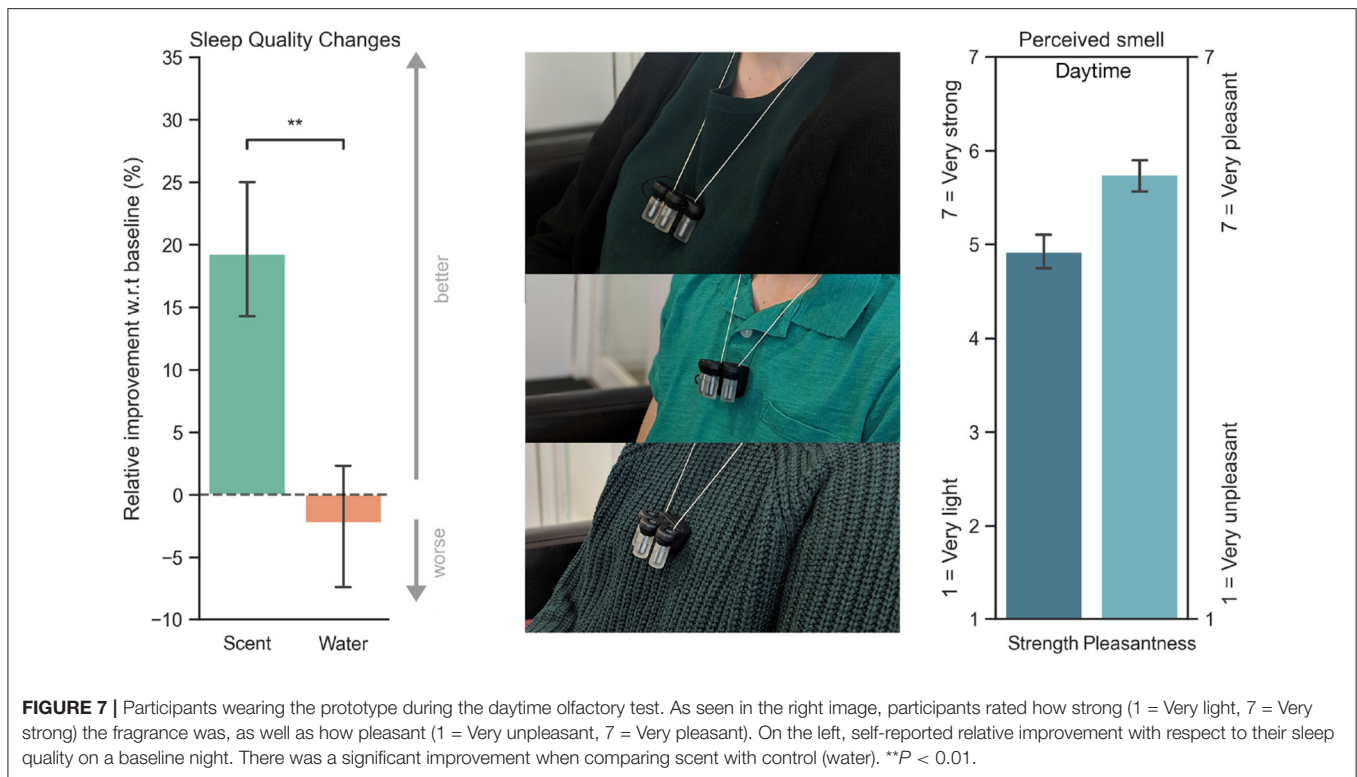 Sleep Quality Changes
Relative improvement w.r.t baseline (%)
35
30
25
20
15
10
5
0
−5
−10
**
better
worse
Scent
Water
Perceived smell
Daytime
7 = Very strong
1 = Very light
7
6
5
4
3
2
1
7
1
7 = Very pleasant
1 = Very unpleasant
Strength Pleasantness
FIGURE 7 | Participants wearing the prototype during the daytime olfactory test. As seen in the right image, participants rated how strong (1 = Very light, 7 = Very
strong) the fragrance was, as well as how pleasant (1 = Very unpleasant, 7 = Very pleasant). On the left, self-reported relative improvement with respect to their sleep
quality on a baseline night. There was a significant improvement when comparing scent with control (water). **P < 0.01.